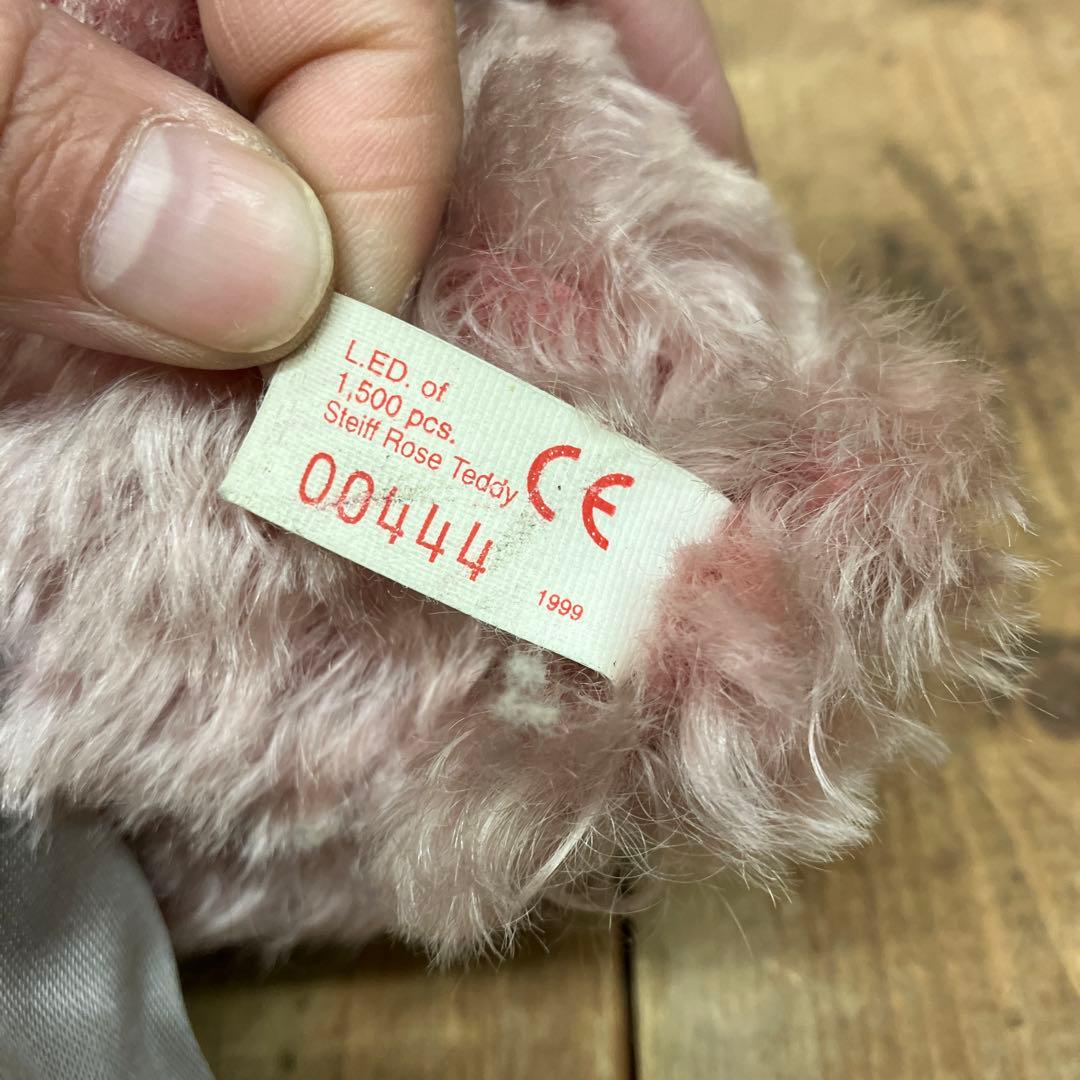 L.ED. of
1,500 pcs.
Steiff Rose Teddy
00444
CE
1999